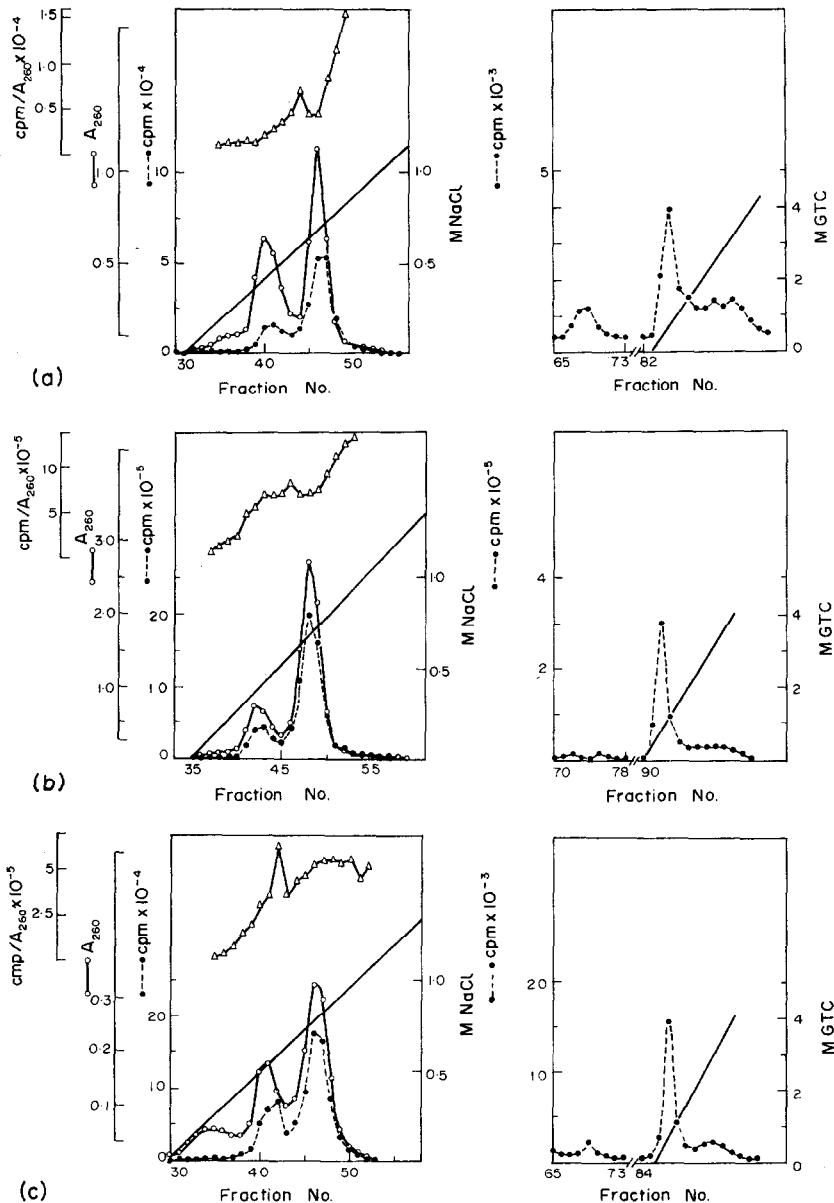 cpm/A260×10-4
1·5
1·0
0·5
A260
1.0
0.5
cpm × 10-4
10
5
0
M NaCl
1.0
0.5
30
40
50
Fraction No.
cpm × 10-3
5
4
2
0
M GTC
65
73
82
Fraction No.
(a)
cpm/A260×10-5
10
5
A260
3.0
2.0
1.0
cpm × 10-5
20
10
0
M NaCl
1.0
0.5
35
45
55
Fraction No.
cpm × 10-5
4
2
4
2
0
M GTC
70
78
90
Fraction No.
(b)
cmp/A260×10-5
5
2.5
A260
0.3
0.2
0.1
cpm × 10-4
20
10
0
M NaCl
1.0
0.5
30
40
50
Fraction No.
cpm × 10-3
20
10
4
2
0
M GTC
65
73
84
Fraction No.
(c)